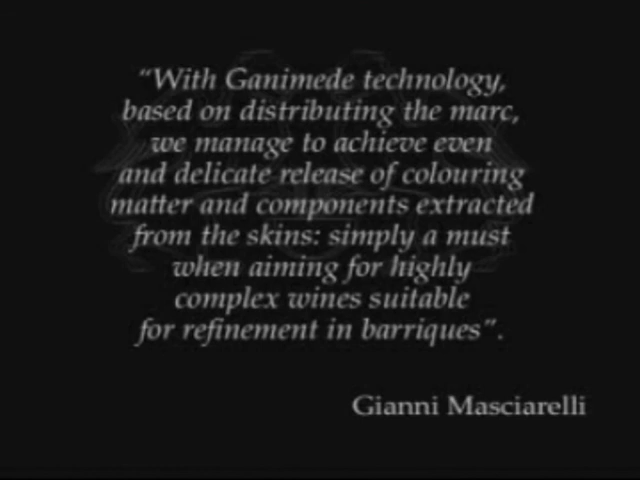 “With Ganimede technology,
based on distributing the marc,
we manage to achieve even
and delicate release of colouring
matter and components extracted
from the skins: simply a must
when aiming for highly
complex wines suitable
for refinement in barriques”.
Gianni Masciarelli